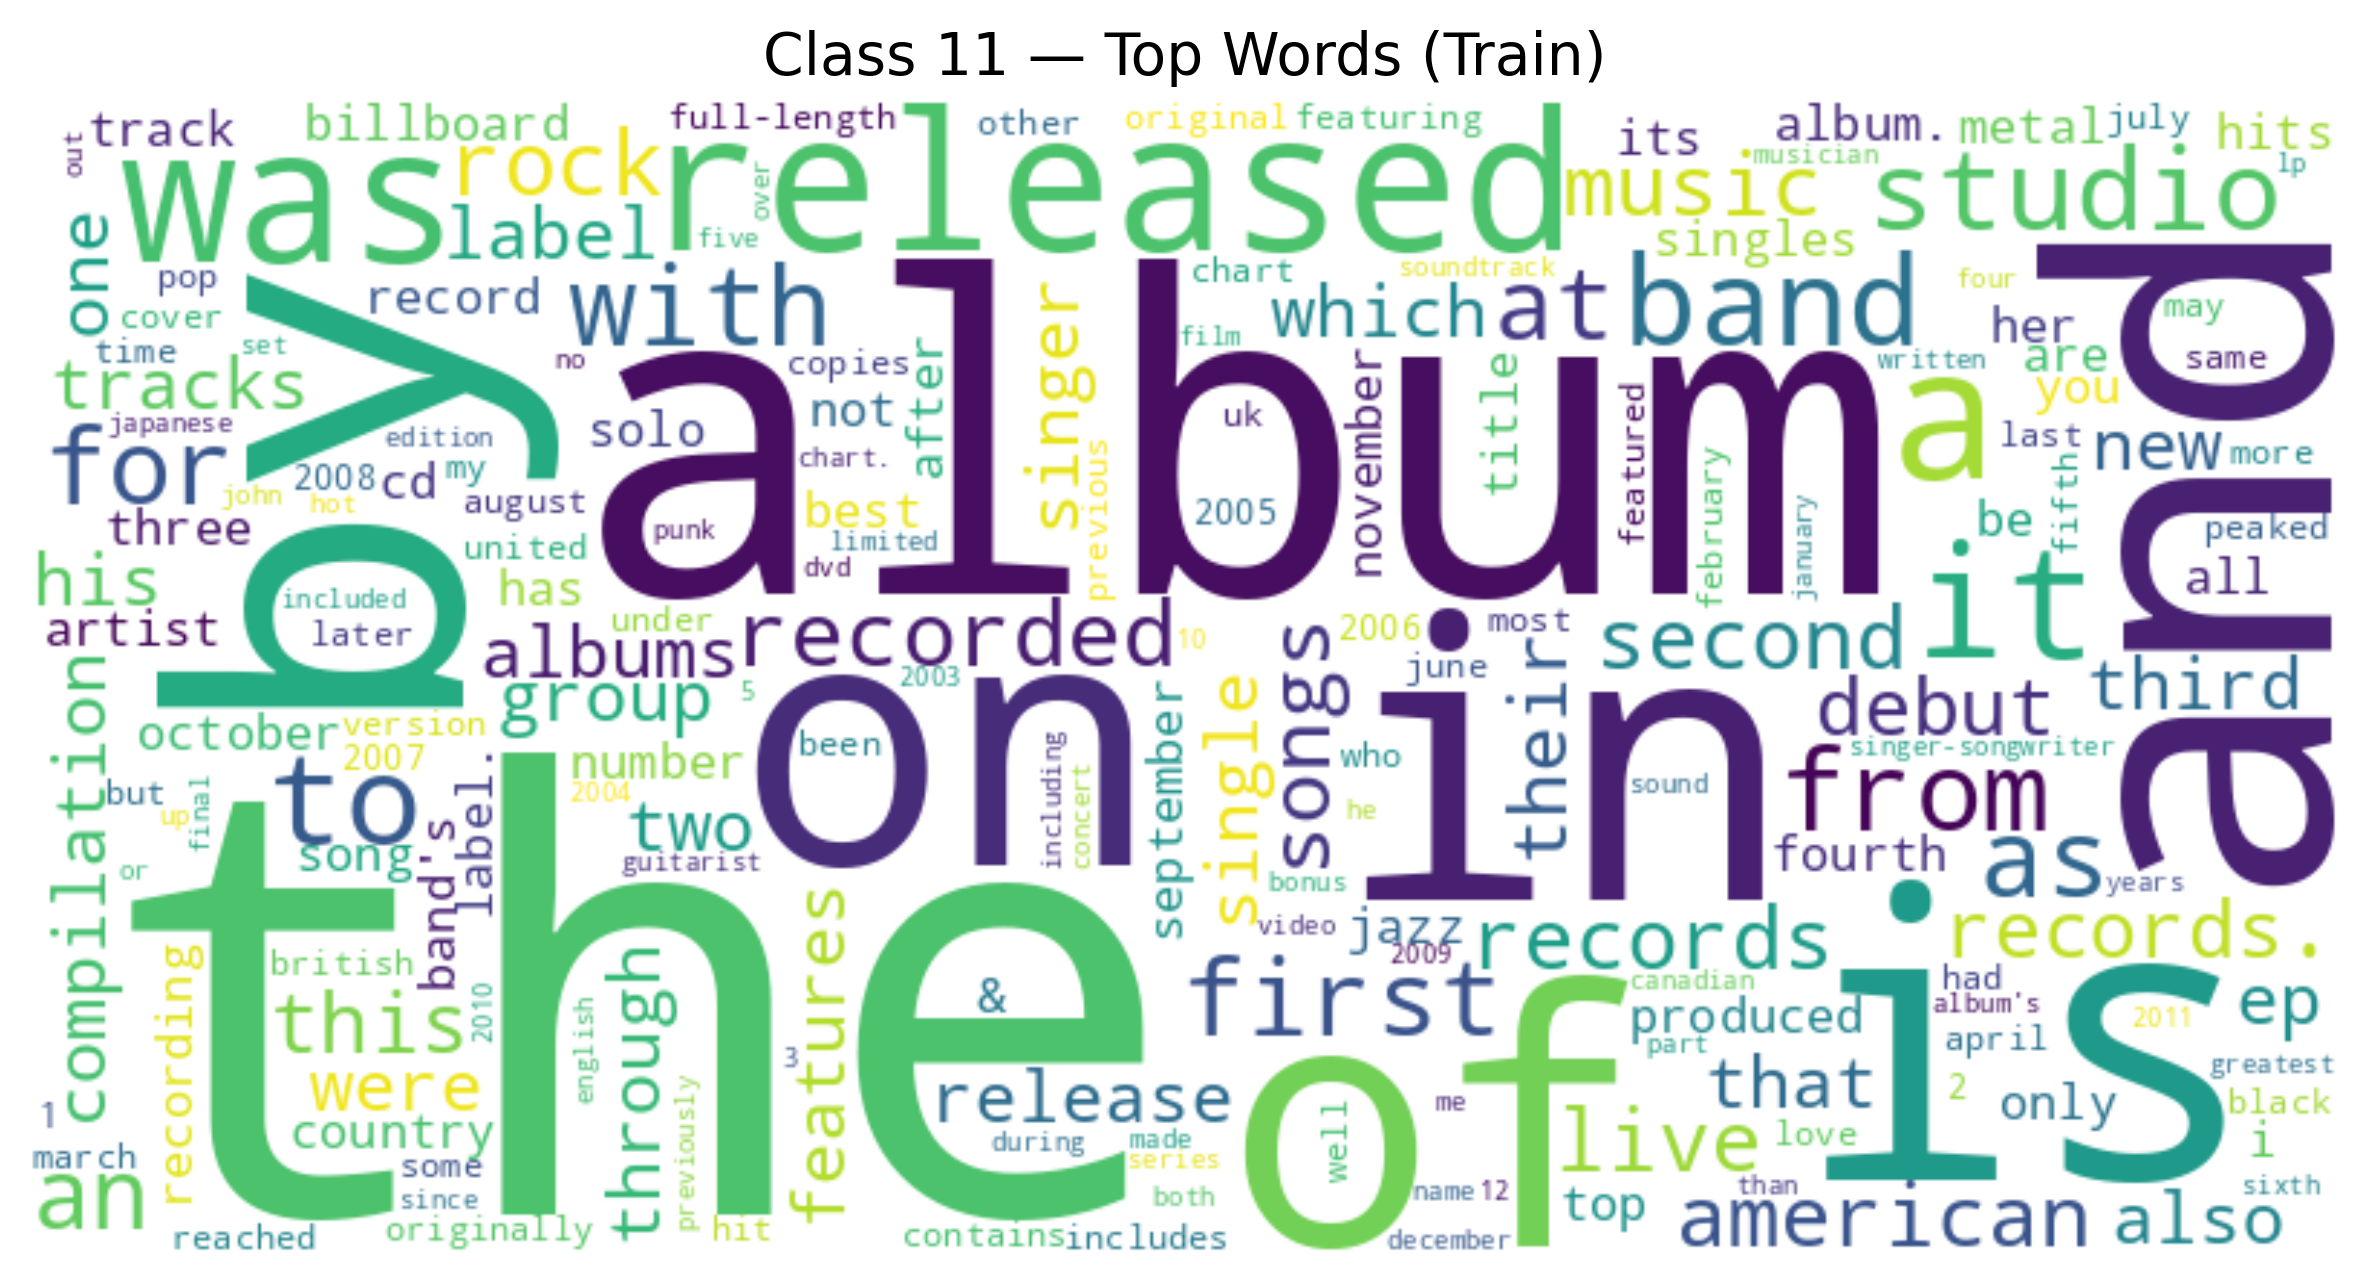 Class 11 — Top Words (Train)
out track billboard full-length other original featuring its album. metal july hits
was rock released over music musician studio lp
one label five singles
pop record with chart soundtrack which at band four her may and
cover time set no album copies after singer film title written are same
tracks by solo not uk november featured a you
japanese edition chart. previous february last new more
for 2008 cd my august best 2005 january be fifth peaked
john hot three punk limited united dvd it all
his included has under
artist later albums recorded 10 songs 2006 in most second
compilation group 5 2003 on single june their debut third
october version 2007 number been september who singer-songwriter
but to label. 2004 including concert he sound from
up final the two
or song band's guitarist bonus fourth as years
video jazz 2009 records is records.
recording british & first of canadian had album's
this 2010 english through features produced part april 2011 ep
were 3 release me that 2 only greatest
1 country previously during made well live love black i
march some series
an since both name 12 top than american also sixth
reached originally hit contains includes december